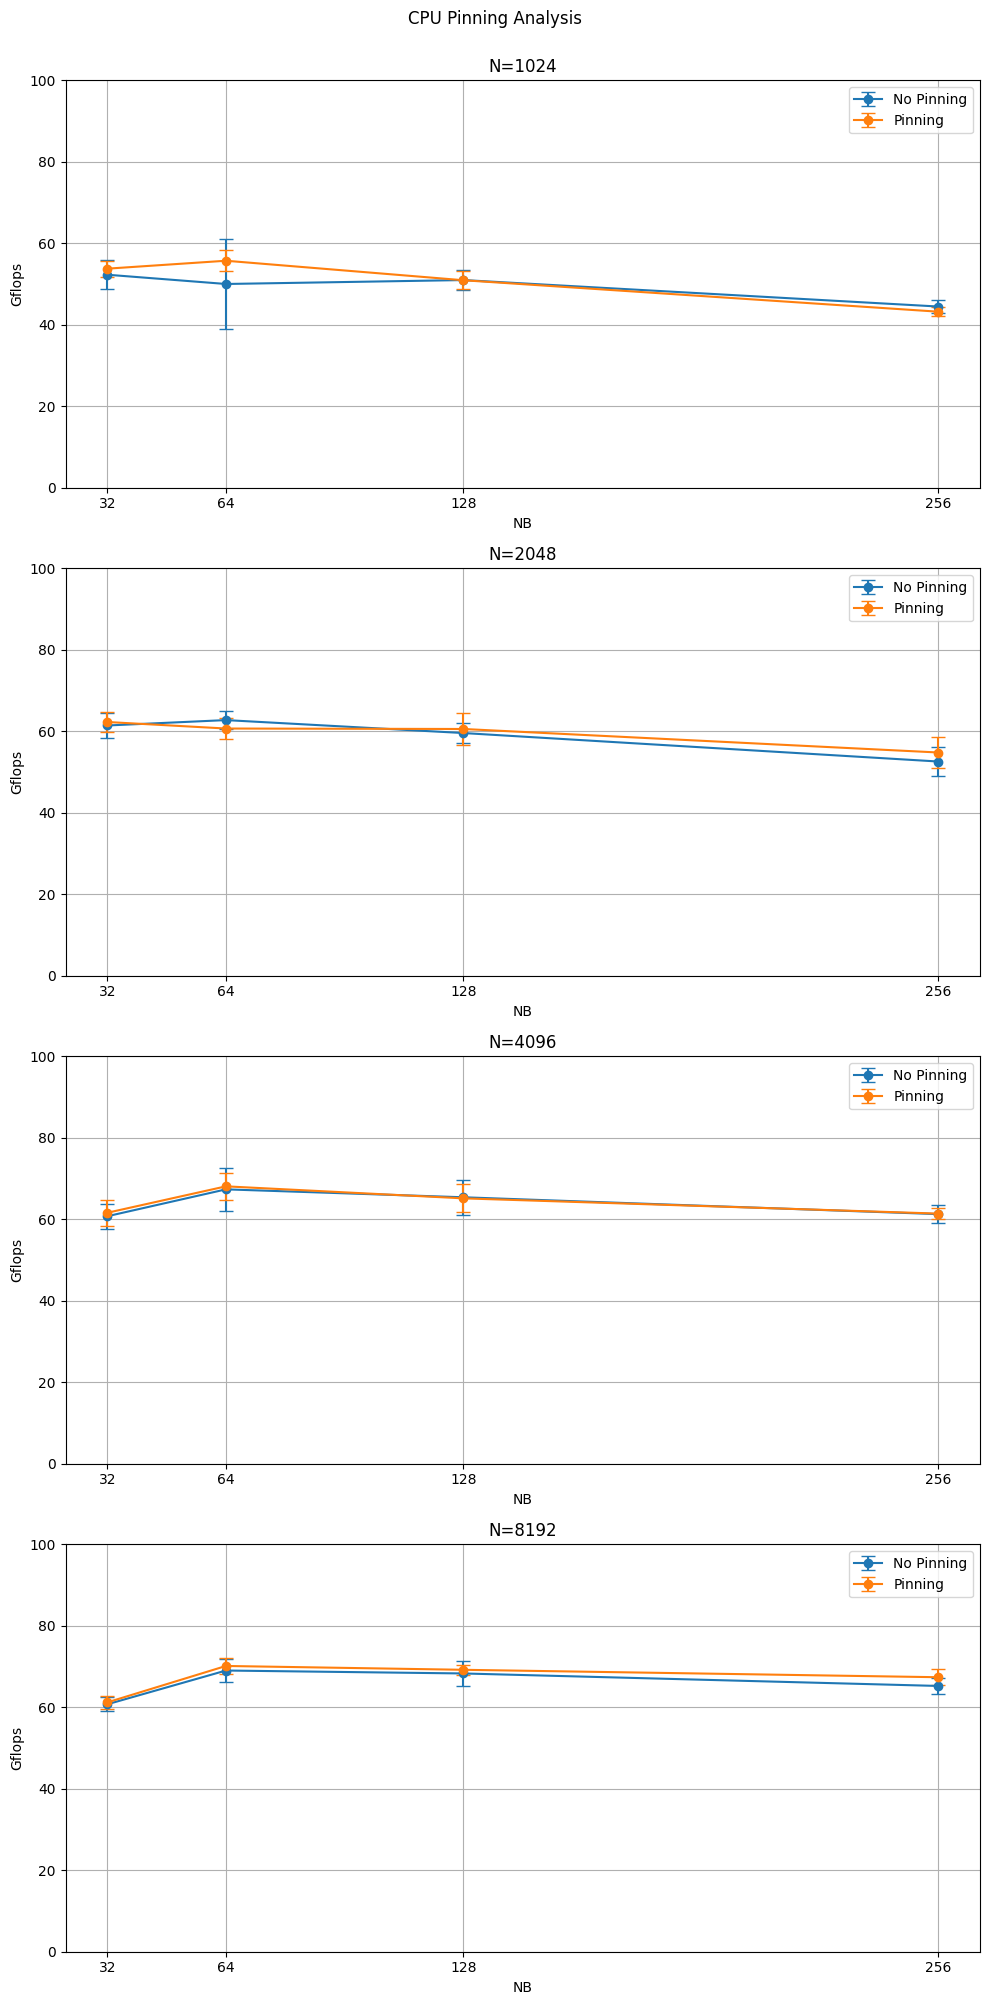 CPU Pinning Analysis
N=1024
100
80
60
40
20
0
Gflops
No Pinning
Pinning
32 64 128 256
NB
N=2048
100
80
60
40
20
0
Gflops
No Pinning
Pinning
32 64 128 256
NB
N=4096
100
80
60
40
20
0
Gflops
No Pinning
Pinning
32 64 128 256
NB
N=8192
100
80
60
40
20
0
Gflops
No Pinning
Pinning
32 64 128 256
NB